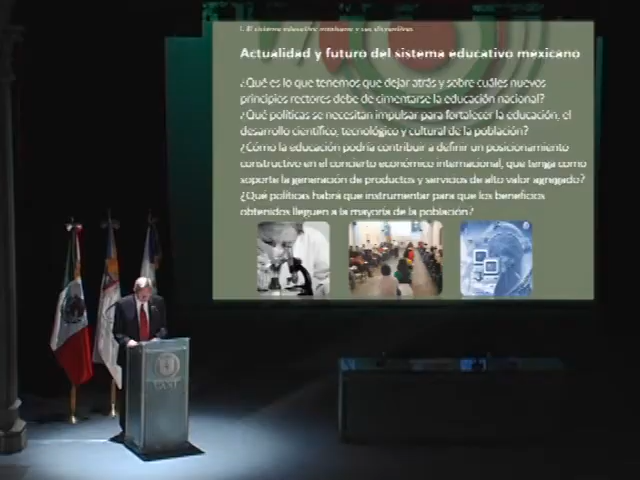 1. El sistema educativo mexicano y sus disyuntivas
Actualidad y futuro del sistema educativo mexicano
¿Qué es lo que tenemos que dejar atrás y sobre cuáles nuevos
principios rectores debe de cimentarse la educación nacional?
¿Qué políticas se necesitan impulsar para fortalecer la educación, el
desarrollo científico, tecnológico y cultural de la población?
¿Cómo la educación podría contribuir a definir un posicionamiento
constructivo en el concierto económico internacional, que tenga como
soporte la generación de productos y servicios de alto valor agregado?
¿Qué políticas habrá que instrumentar para que los beneficios
obtenidos lleguen a la mayoría de la población?